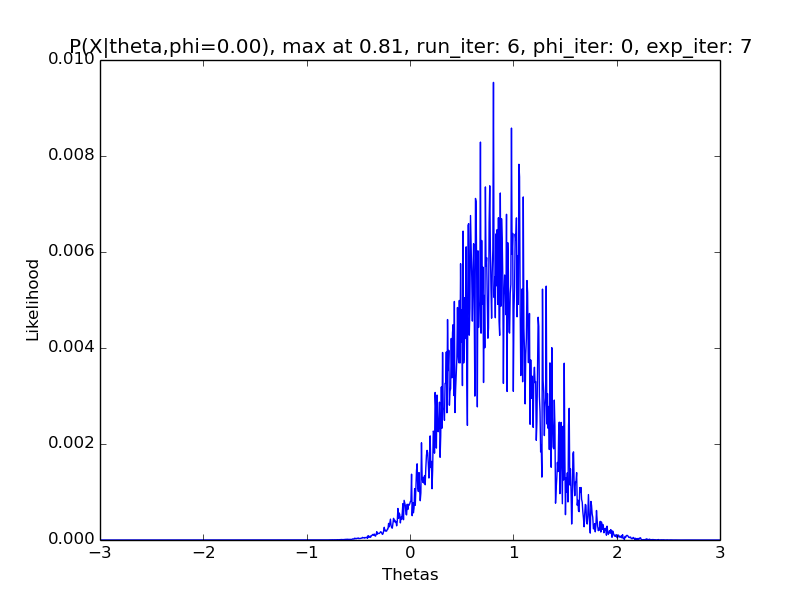 P(X|theta,phi=0.00), max at 0.81, run_iter: 6, phi_iter: 0, exp_iter: 7
0.010
0.008
0.006
0.004
0.002
0.000
Likelihood
−3 −2 −1 0 1 2 3
Thetas